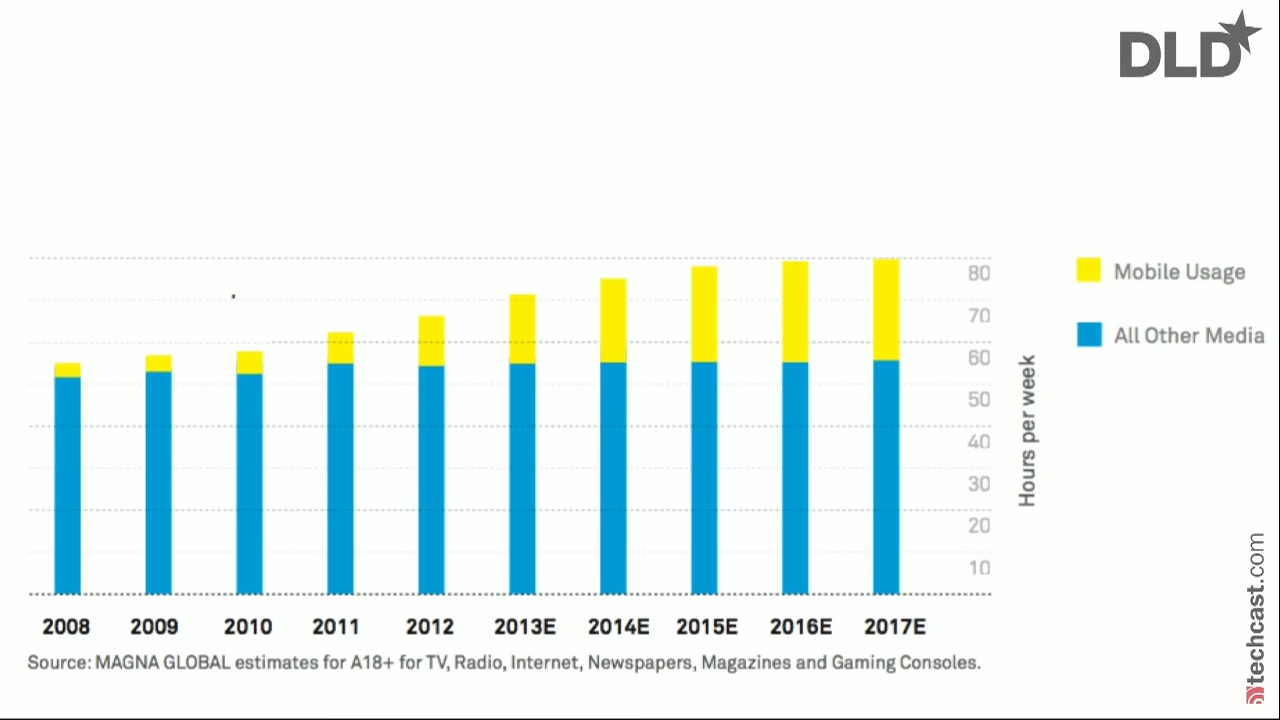 DLD
80
70
60
50
40
30
20
10
Hours per week
Mobile Usage
All Other Media
2008 2009 2010 2011 2012 2013E 2014E 2015E 2016E 2017E
Source: MAGNA GLOBAL estimates for A18+ for TV, Radio, Internet, Newspapers, Magazines and Gaming Consoles.
techcast.com